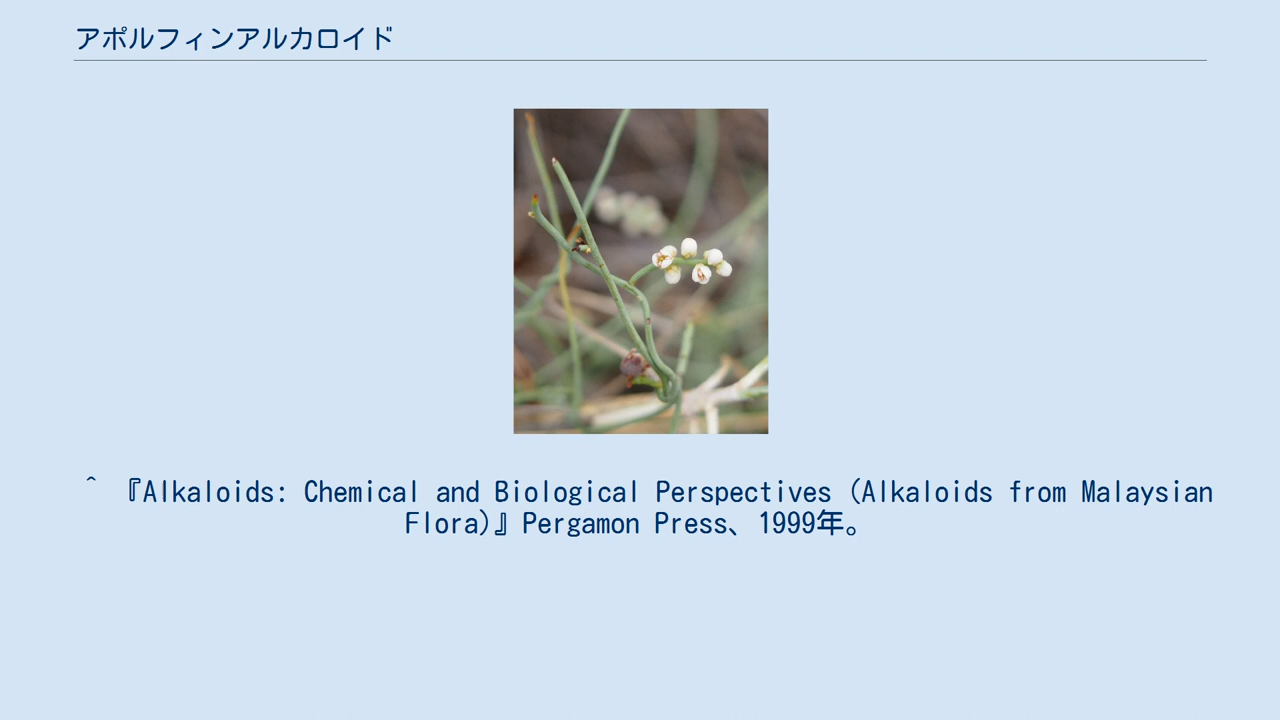 アポルフィンアルカロイド
^ 『Alkaloids: Chemical and Biological Perspectives (Alkaloids from Malaysian
Flora)』Pergamon Press、1999年。